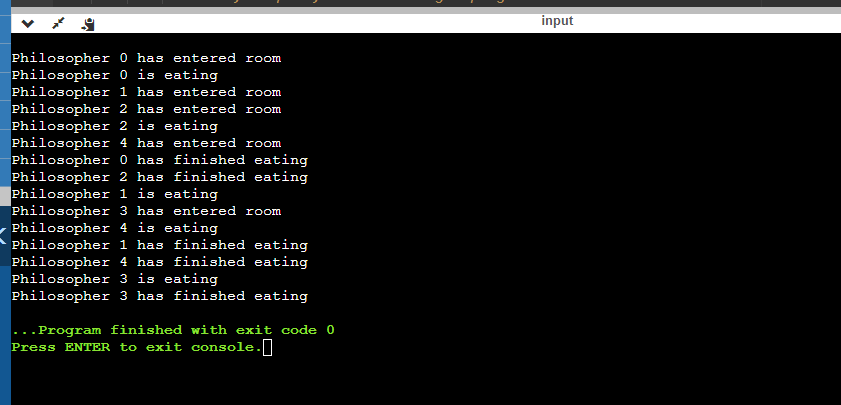 input
Philosopher 0 has entered room
Philosopher 0 is eating
Philosopher 1 has entered room
Philosopher 2 has entered room
Philosopher 2 is eating
Philosopher 4 has entered room
Philosopher 0 has finished eating
Philosopher 2 has finished eating
Philosopher 1 is eating
Philosopher 3 has entered room
Philosopher 4 is eating
Philosopher 1 has finished eating
Philosopher 4 has finished eating
Philosopher 3 is eating
Philosopher 3 has finished eating
...Program finished with exit code 0
Press ENTER to exit console.